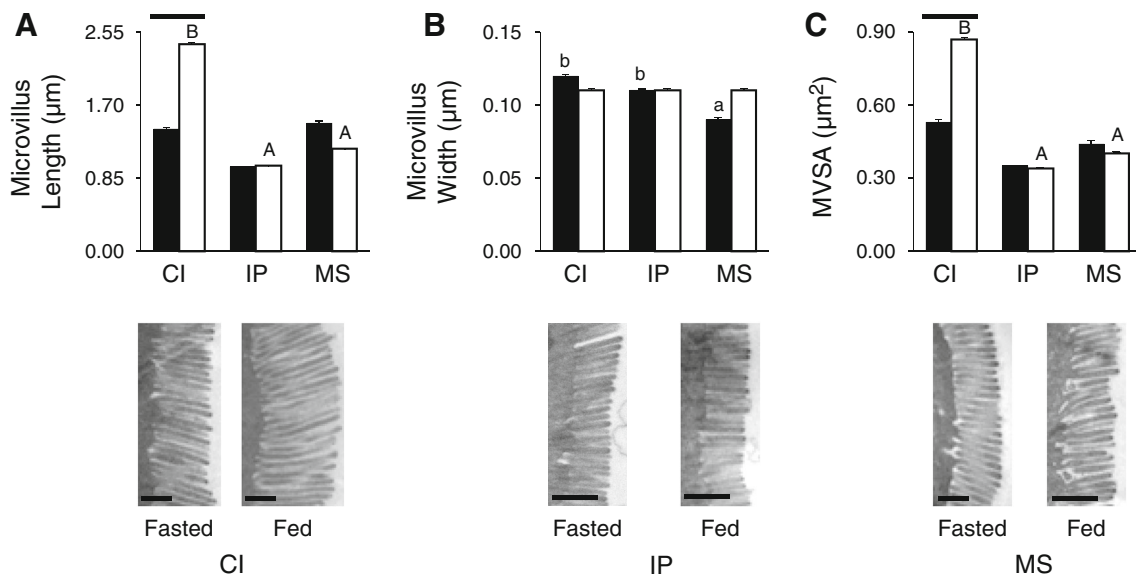 A
Microvillus
Length (μm)
2.55
1.70
0.85
0.00
B
A
A
CI IP MS
B
Microvillus
Width (μm)
0.15
0.10
0.05
0.00
b
b
a
CI IP MS
C
MVSA (μm²)
0.90
0.60
0.30
0.00
B
A
A
CI IP MS
Fasted Fed
CI
Fasted Fed
IP
Fasted Fed
MS